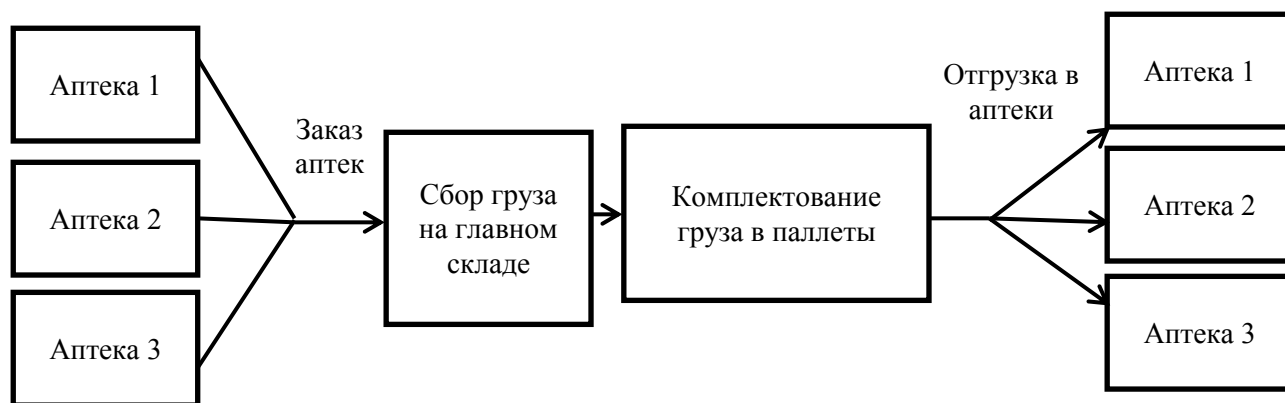 Аптека 1
Аптека 2
Аптека 3
Заказ
аптек
Сбор груза
на главном
складе
Комплектование
груза в паллеты
Отгрузка в
аптеки
Аптека 1
Аптека 2
Аптека 3